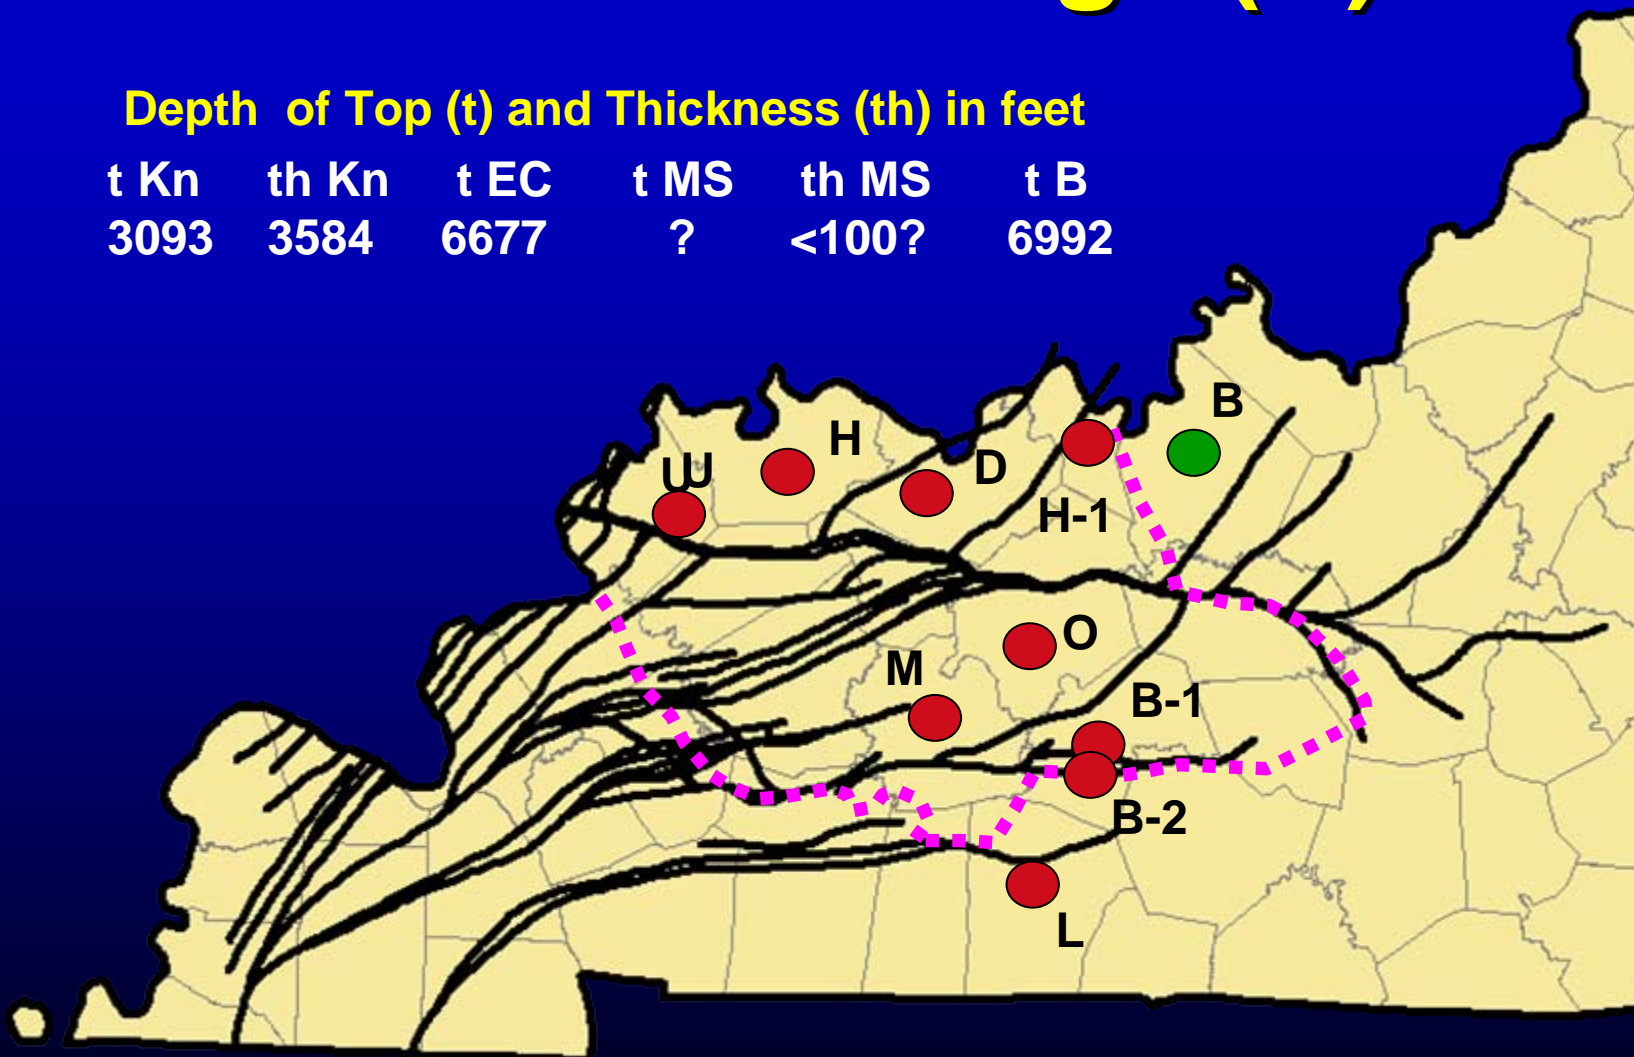 Depth of Top (t) and Thickness (th) in feet
t Kn th Kn t EC t MS th MS t B
3093 3584 6677 ? <100? 6992
B
H
U
U
D
H-1
O
M
B-1
B-2
L